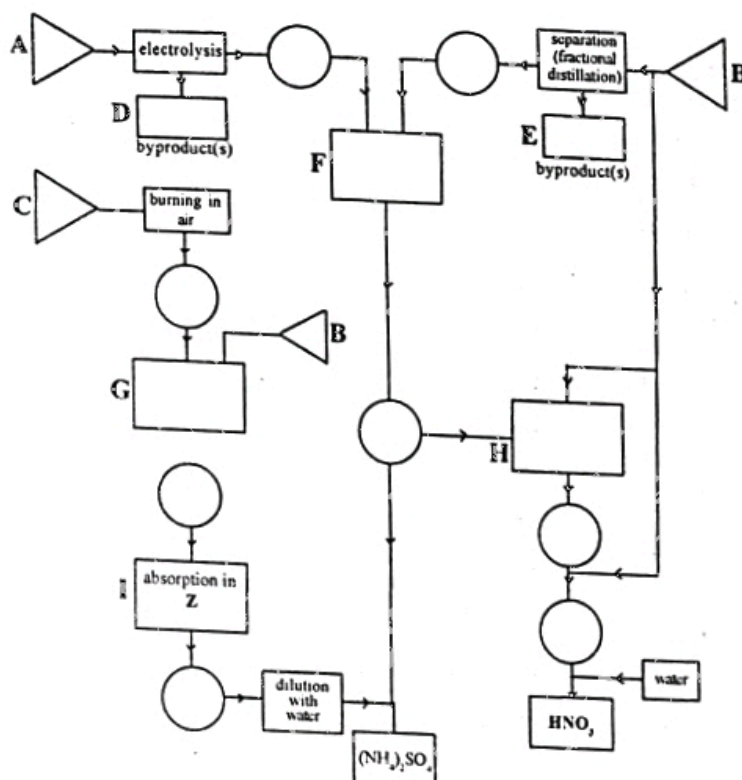 A
electrolysis
D
byproduct(s)
separation
(fractional
distillation)
B
E
byproduct(s)
F
C
burning in
air
B
G
H
absorption in
Z
dilution
with
water
(NH₄)₂SO₄
water
HNO₃